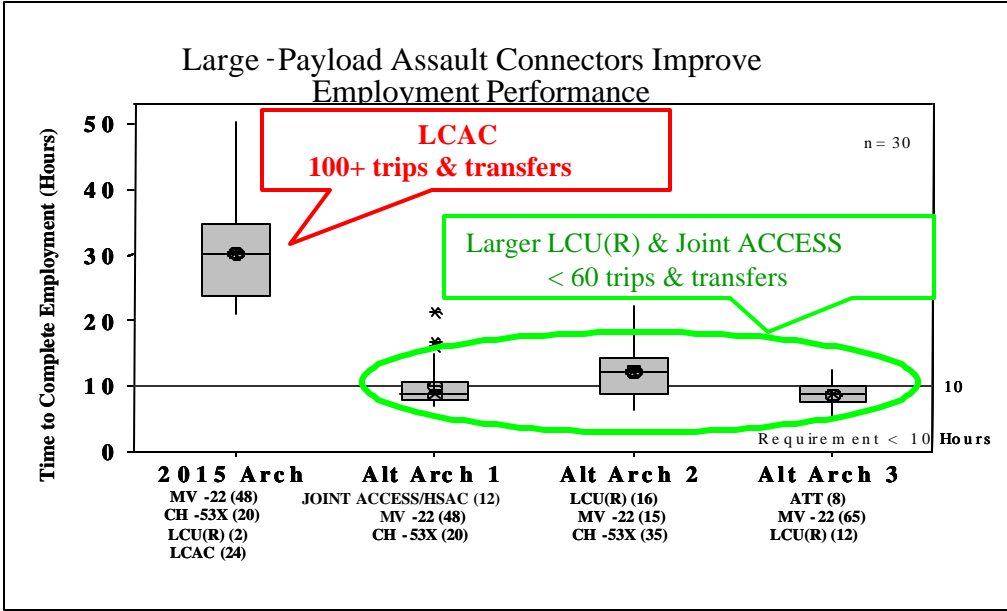 Large -Payload Assault Connectors Improve
Employment Performance
Time to Complete Employment (Hours)
50
40
30
20
10
0
LCAC
100+ trips & transfers
n= 30
Larger LCU(R) & Joint ACCESS
< 60 trips & transfers
10
Requirement < 10 Hours
2015 Arch
MV -22 (48)
CH -53X (20)
LCU(R) (2)
LCAC (24)
Alt Arch 1
JOINT ACCESS/HSAC (12)
MV -22 (48)
CH -53X (20)
Alt Arch 2
LCU(R) (16)
MV -22 (15)
CH -53X (35)
Alt Arch 3
ATT (8)
MV -22 (65)
LCU(R) (12)